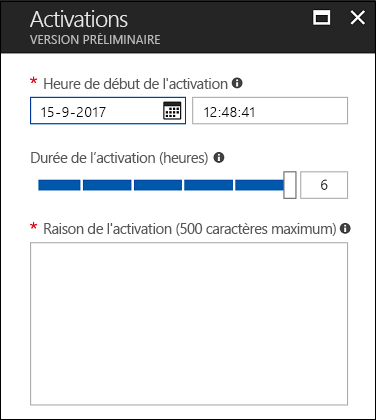 Activations
VERSION PRÉLIMINAIRE
* Heure de début de l'activation
15-9-2017 12:48:41
Durée de l'activation (heures)
6
* Raison de l'activation (500 caractères maximum)